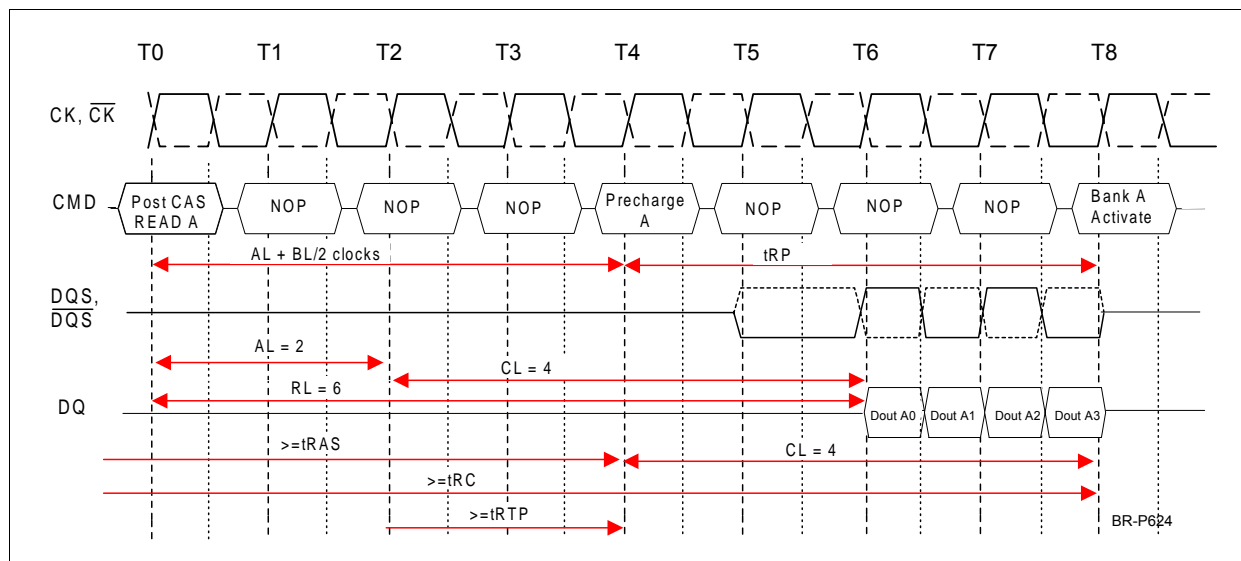 T0 T1 T2 T3 T4 T5 T6 T7 T8
CK, CK
CMD
Post CAS
READ A
NOP
NOP
NOP
Precharge
A
NOP
NOP
NOP
Bank A
Activate
AL + BL/2 clocks
tRP
DQS,
DQS
AL = 2
CL = 4
RL = 6
DQ
Dout A0
Dout A1
Dout A2
Dout A3
>=tRAS
CL = 4
>=tRC
>=tRTP
BR-P624